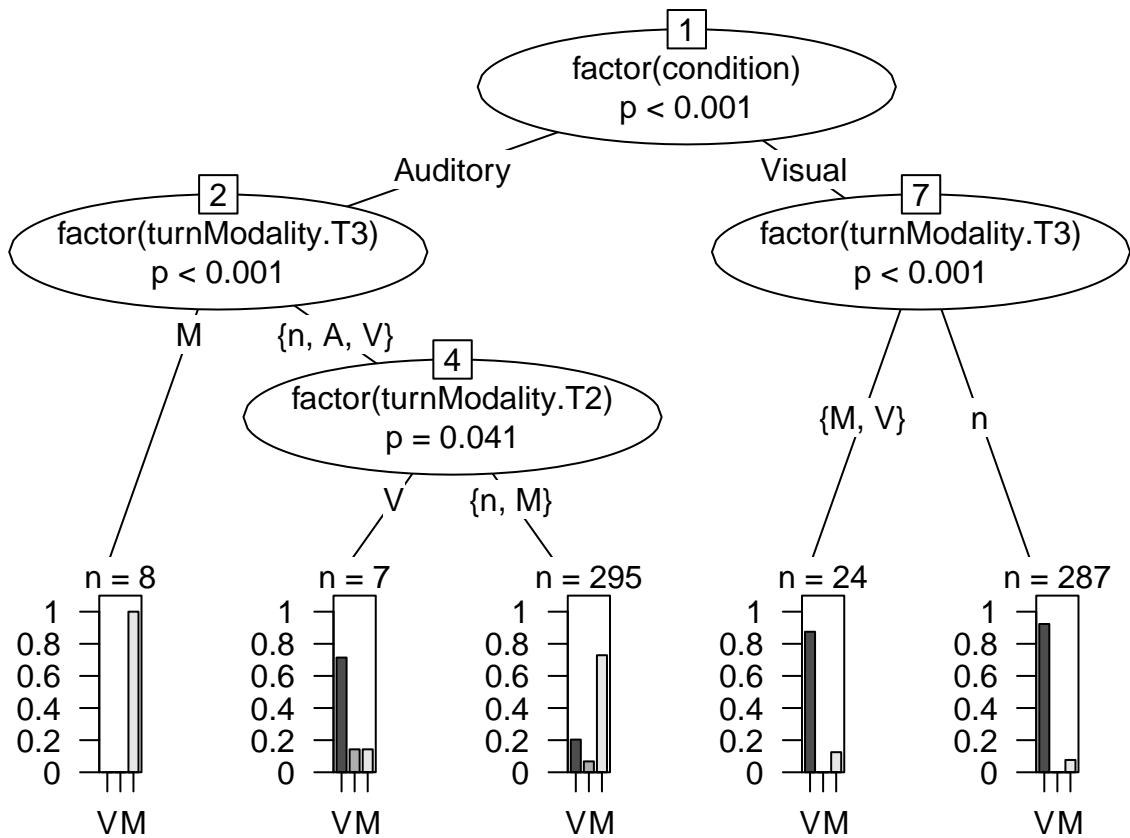 1
factor(condition)
p < 0.001
Auditory
Visual
2
factor(turnModality.T3)
p < 0.001
7
factor(turnModality.T3)
p < 0.001
M
{n, A, V}
4
factor(turnModality.T2)
p = 0.041
{M, V}
n
V
{n, M}
n = 8
1
0.8
0.6
0.4
0.2
0
VM
n = 7
1
0.8
0.6
0.4
0.2
0
VM
n = 295
1
0.8
0.6
0.4
0.2
0
VM
n = 24
1
0.8
0.6
0.4
0.2
0
VM
n = 287
1
0.8
0.6
0.4
0.2
0
VM